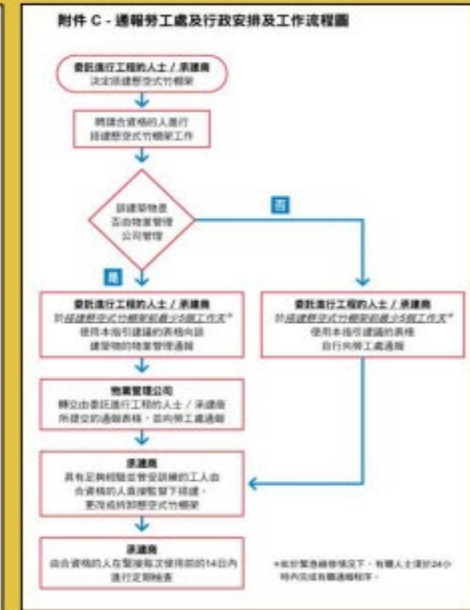 附件 C - 通報勞工處及行政安排及工作流程圖
委託進行工程的人士 / 承建商
決定搭建懸空式竹棚架
聘請合資格的人進行
搭建懸空式竹棚架工作
該建築物是
否由物業管理
公司管理
否
是
委託進行工程的人士 / 承建商
於搭建懸空式竹棚架前最少5個工作天*
使用本指引建議的表格向該
建築物的物業管理通報
委託進行工程的人士 / 承建商
於搭建懸空式竹棚架前最少5個工作天*
使用本指引建議的表格
自行向勞工處通報
物業管理公司
轉交由委託進行工程的人士 / 承建商
所提交的通報表格，並向勞工處通報
承建商
具有足夠經驗並曾受訓練的工人由
合資格的人直接監督下搭建、
更改或拆卸懸空式竹棚架
承建商
由合資格的人在緊接每次使用前的14日內
進行定期檢查
*如於緊急維修情況下，有關人士須於24小
時內完成有關通報程序。